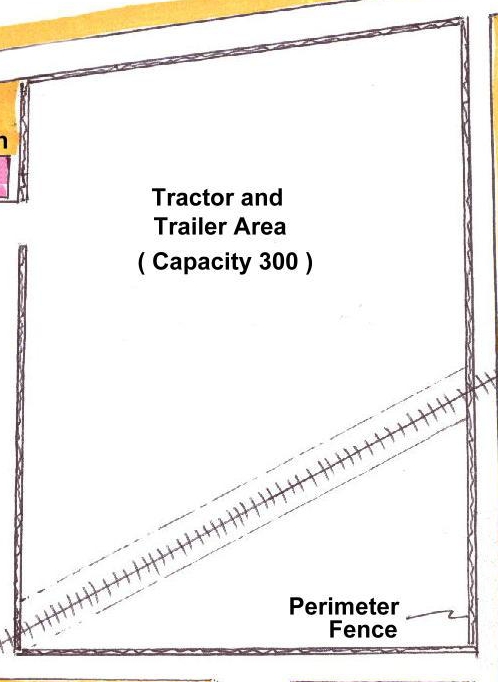 n
Tractor and
Trailer Area
( Capacity 300 )
Perimeter
Fence